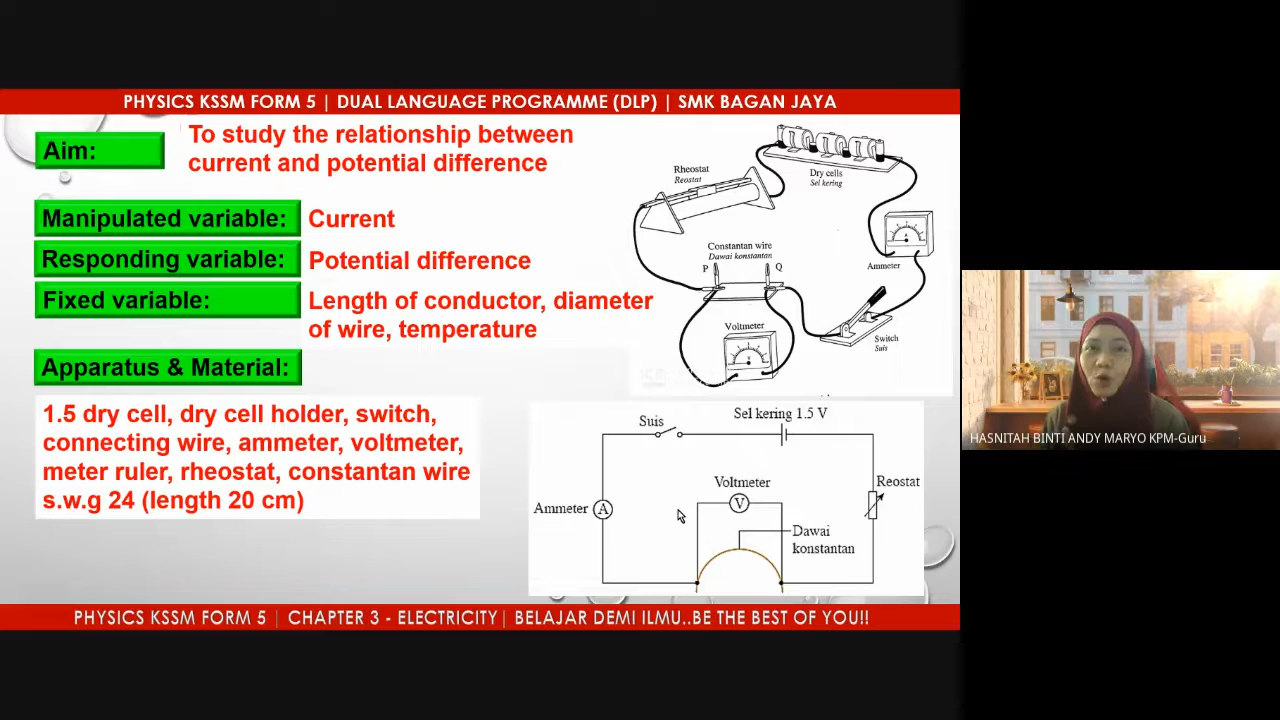 PHYSICS KSSM FORM 5 | DUAL LANGUAGE PROGRAMME (DLP) | SMK BAGAN JAYA
Aim:
To study the relationship between
current and potential difference
Manipulated variable:
Current
Responding variable:
Potential difference
Fixed variable:
Length of conductor, diameter
of wire, temperature
Apparatus & Material:
1.5 dry cell, dry cell holder, switch,
connecting wire, ammeter, voltmeter,
meter ruler, rheostat, constantan wire
s.w.g 24 (length 20 cm)
Rheostat
Reostat
Dry cells
Sel kering
Constantan wire
Dawai konstantan
P
Q
Ammeter
Voltmeter
Switch
Suis
Suis
Sel kering 1.5 V
Voltmeter
V
Reostat
Ammeter
A
Dawai
konstantan
PHYSICS KSSM FORM 5 | CHAPTER 3 - ELECTRICITY| BELAJAR DEMI ILMU..BE THE BEST OF YOU!!
HASNITAH BINTI ANDY MARYO KPM-Guru